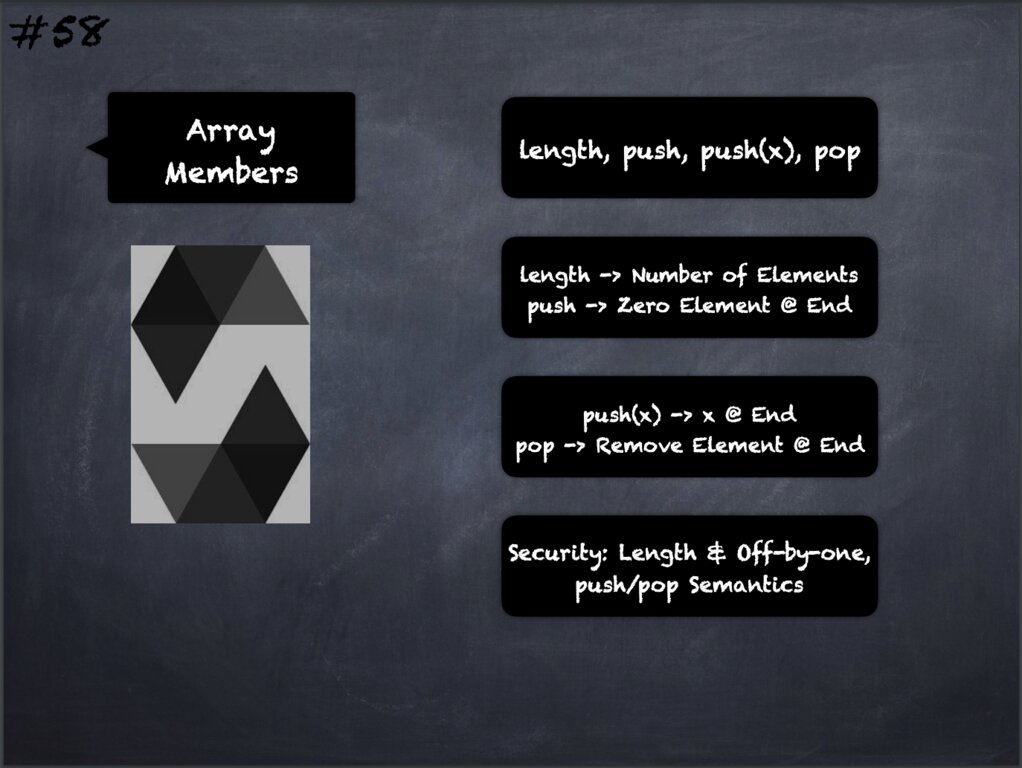 #58
Array
Members
length, push, push(x), pop
length -> Number of Elements
push -> Zero Element @ End
push(x) -> x @ End
pop -> Remove Element @ End
Security: Length & Off-by-one,
push/pop Semantics